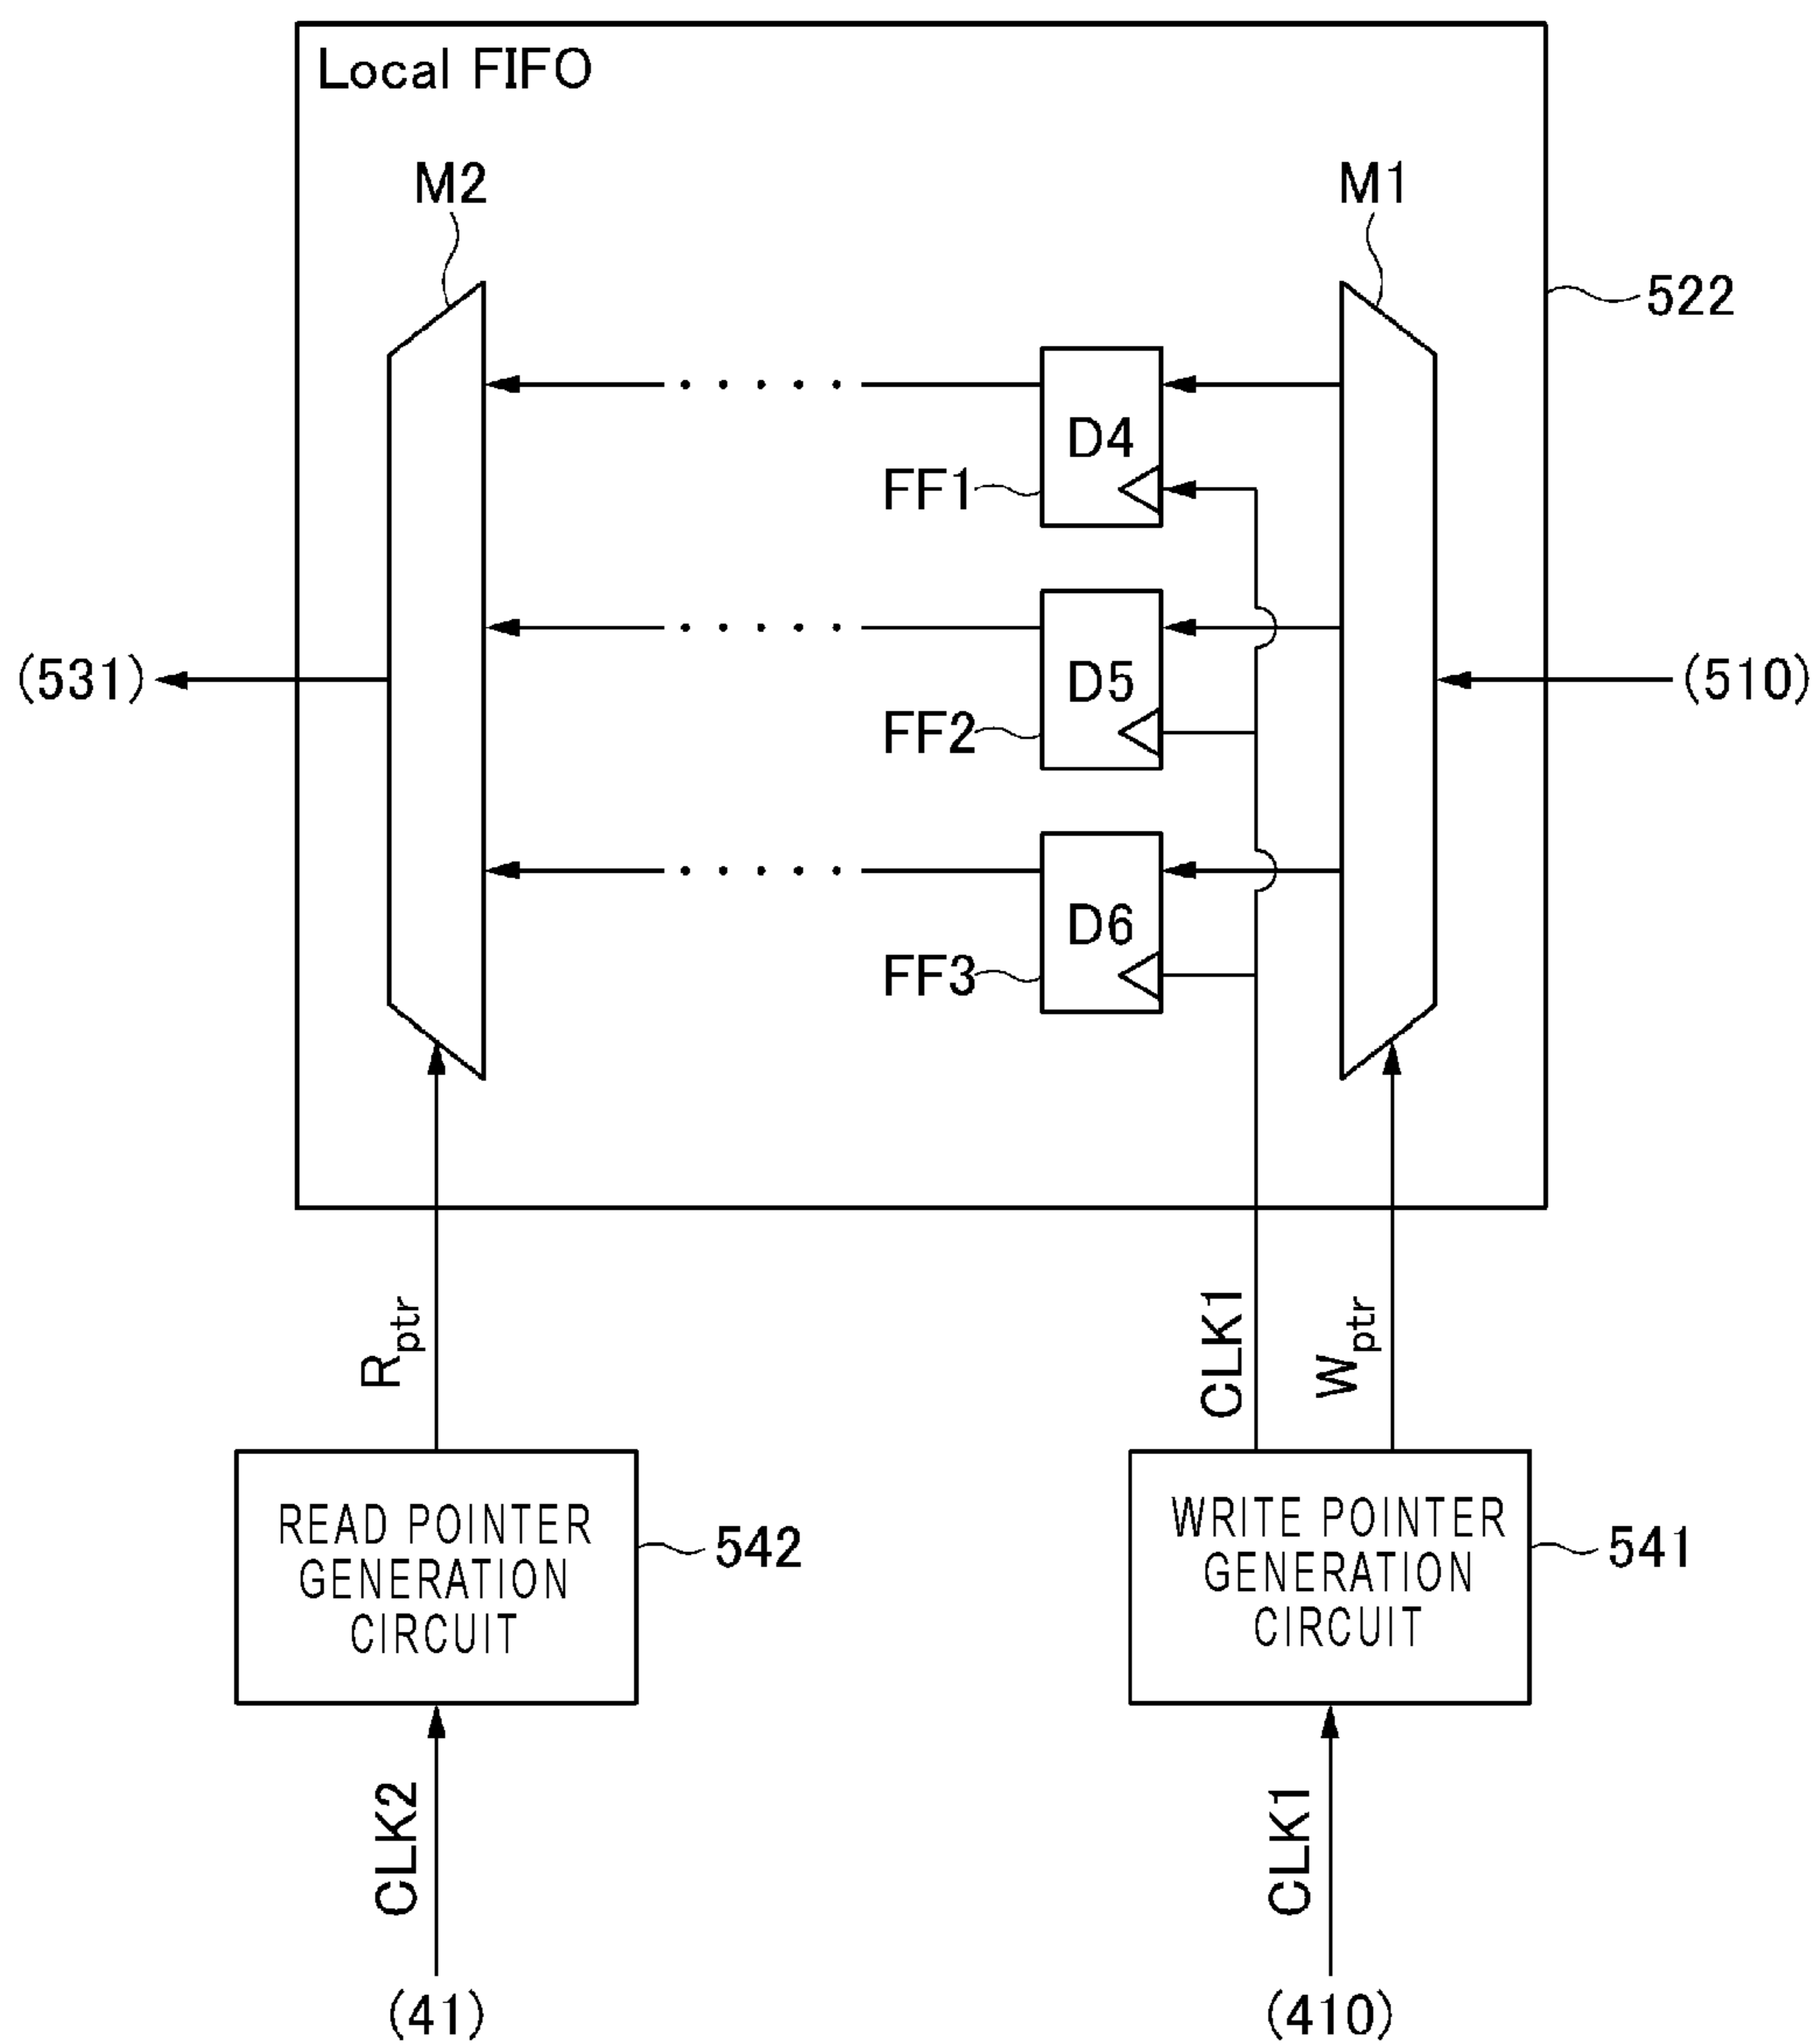 Local FIFO
M2
M1
522
D4
FF1
(531)
D5
(510)
FF2
D6
FF3
Rptr
CLK1
Wptr
READ POINTER
GENERATION
CIRCUIT
542
WRITE POINTER
GENERATION
CIRCUIT
541
CLK2
CLK1
(41)
(410)